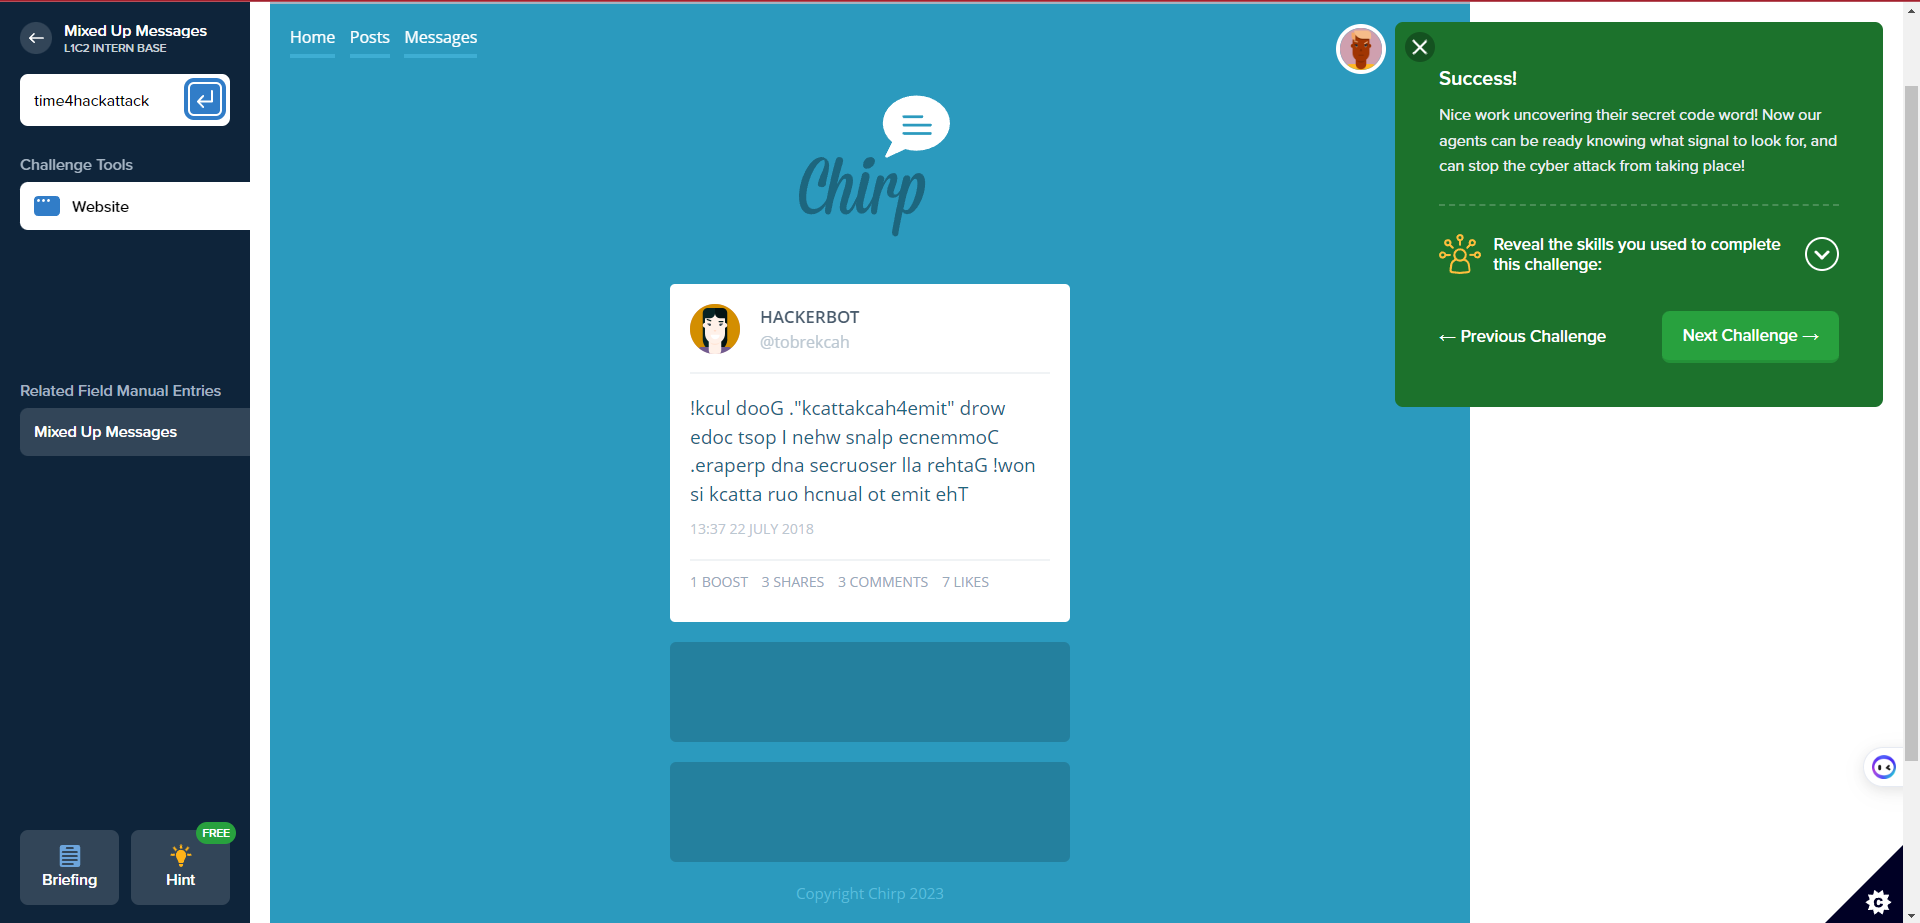 Mixed Up Messages
L1C2 INTERN BASE
time4hackattack
Challenge Tools
Website
Related Field Manual Entries
Mixed Up Messages
Briefing
FREE
Hint
Home Posts Messages
Chirp
HACKERBOT
@tobrekcah
!kcul dooG ."kcattakcah4emit" drow
edoc tsop I nehw snalp ecnemmoC
.eraperp dna secruoser lla rehtaG !won
si kcatta ruo hcnual ot emit ehT
13:37 22 JULY 2018
1 BOOST 3 SHARES 3 COMMENTS 7 LIKES
Copyright Chirp 2023
Success!
Nice work uncovering their secret code word! Now our
agents can be ready knowing what signal to look for, and
can stop the cyber attack from taking place!
Reveal the skills you used to complete
this challenge:
← Previous Challenge
Next Challenge →